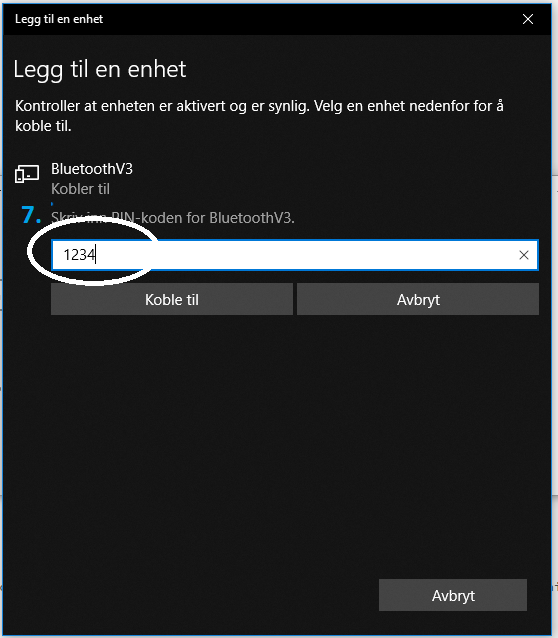 Legg til en enhet
Legg til en enhet
Kontroller at enheten er aktivert og er synlig. Velg en enhet nedenfor for å
koble til.
BluetoothV3
Kobler til
7.
Skriv inn PIN-koden for BluetoothV3.
1234
Koble til
Avbryt
Avbryt